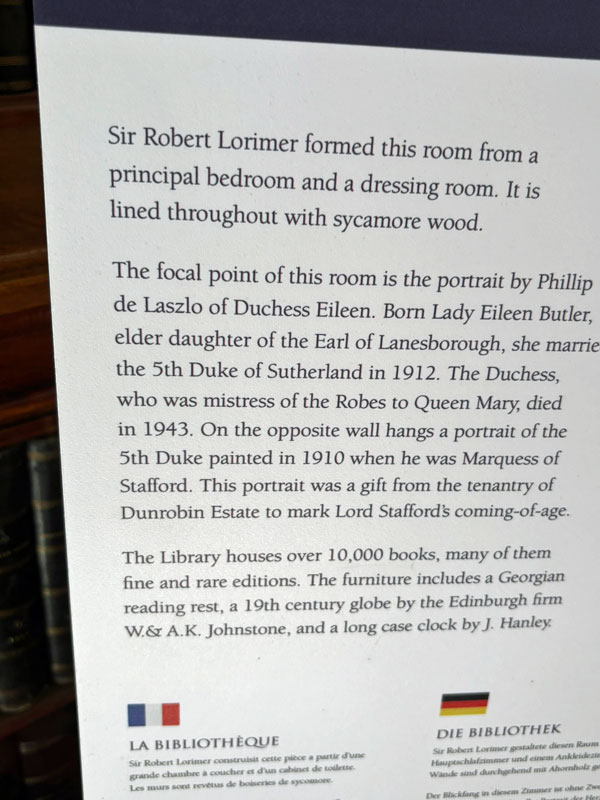 Sir Robert Lorimer formed this room from a
principal bedroom and a dressing room. It is
lined throughout with sycamore wood.
The focal point of this room is the portrait by Phillip
de Laszlo of Duchess Eileen. Born Lady Eileen Butler,
elder daughter of the Earl of Lanesborough, she marrie
the 5th Duke of Sutherland in 1912. The Duchess,
who was mistress of the Robes to Queen Mary, died
in 1943. On the opposite wall hangs a portrait of the
5th Duke painted in 1910 when he was Marquess of
Stafford. This portrait was a gift from the tenantry of
Dunrobin Estate to mark Lord Stafford's coming-of-age.
The Library houses over 10,000 books, many of them
fine and rare editions. The furniture includes a Georgian
reading rest, a 19th century globe by the Edinburgh firm
W.& A.K. Johnstone, and a long case clock by J. Hanley.
LA BIBLIOTHÈQUE
Sir Robert Lorimer construisit cette pièce a partir d'une
grande chambre à coucher et d'un cabinet de toilette.
Les murs sont revêtus de boiseries de sycomore.
DIE BIBLIOTHEK
Sir Robert Lorimer gestaltete diesen Raum
Hauptschlafzimmer und einem Ankleidezi
Wände sind durchgehend mit Ahornholz
Der Blickfang in diesem Zimmer ist ohne